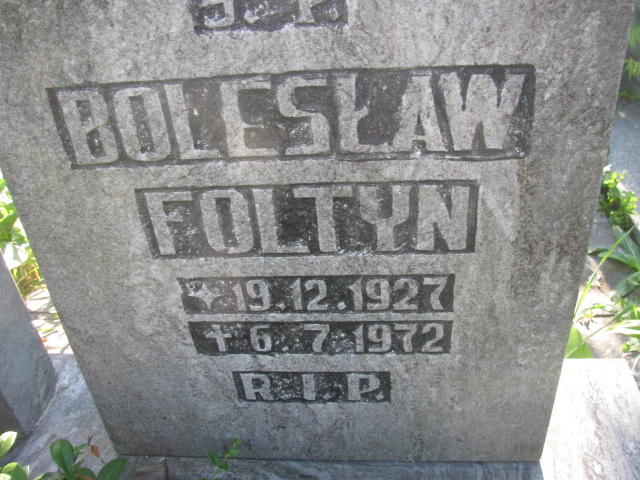 Ś.P.
BOLESŁAW
FOLTYN
19.12.1927
6.7.1972
R.I.P.